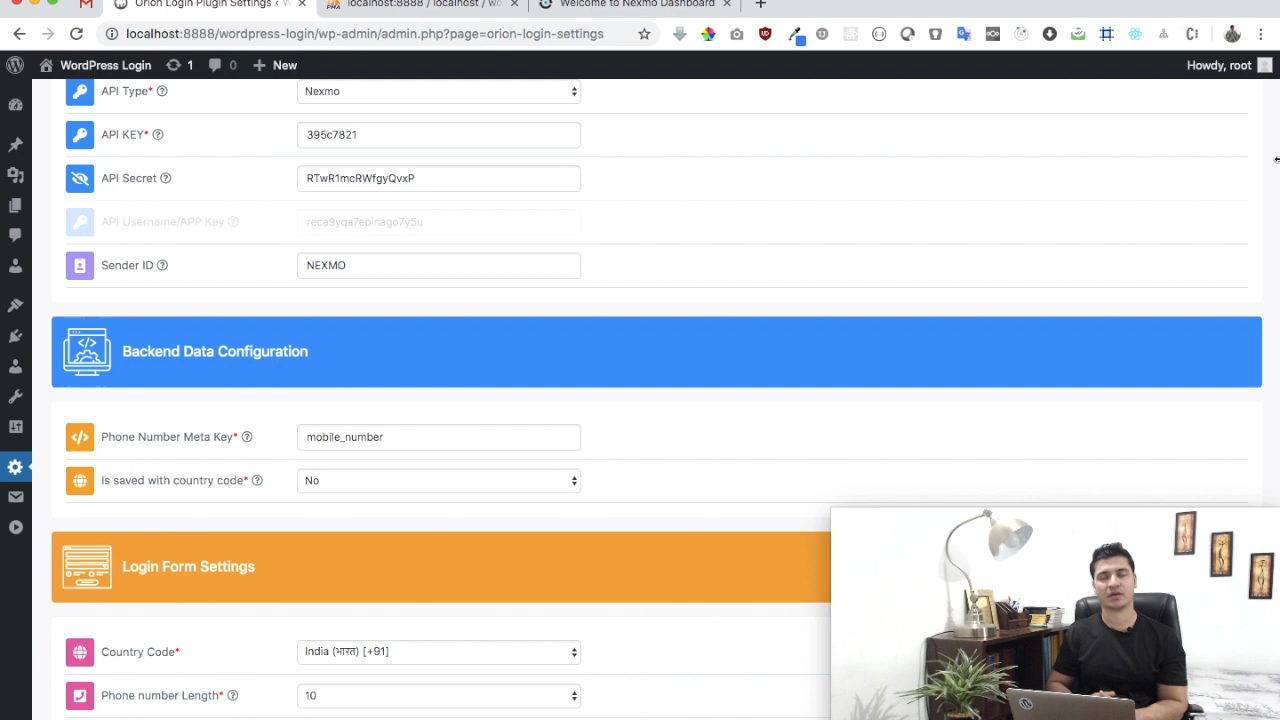 Orion Login Plugin Settings
localhost:8888 / localhost / wo
Welcome to Nexmo Dashboard
localhost:8888/wordpress-login/wp-admin/admin.php?page=orion-login-settings
WordPress Login 1 0 New Howdy, root
API Type* Nexmo
API KEY* 395c7821
API Secret RTwR1mcRWfgyQvxP
API Username/APP Key reca9yqa7epinago7y5u
Sender ID NEXMO
Backend Data Configuration
Phone Number Meta Key* mobile_number
Is saved with country code* No
Login Form Settings
Country Code* India (भारत) [+91]
Phone number Length* 10